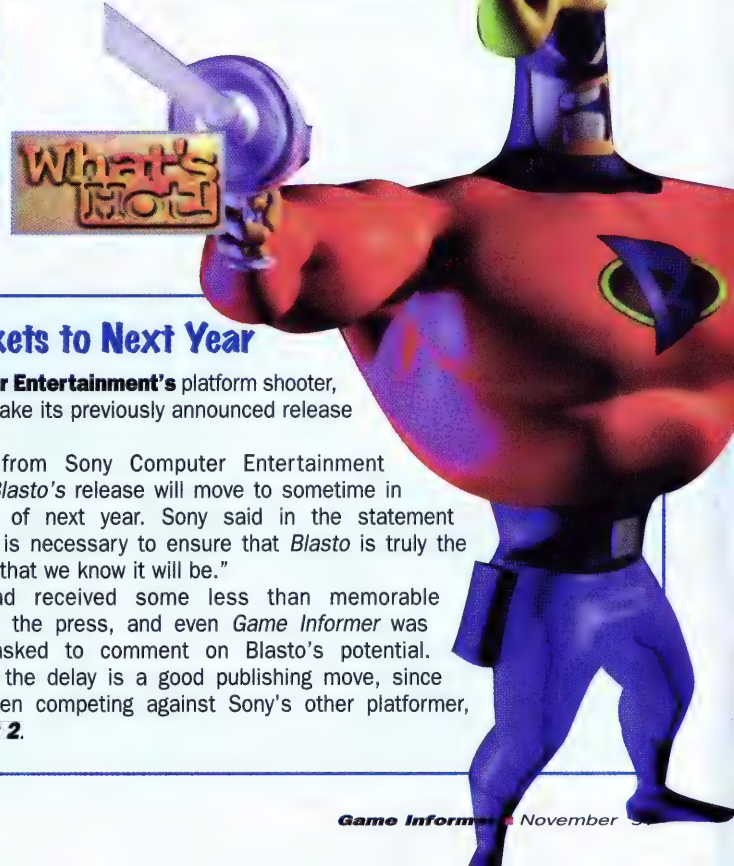 What's
Hot!
kets to Next Year
r Entertainment's platform shooter,
ake its previously announced release
from Sony Computer Entertainment
Blasto's release will move to sometime in
of next year. Sony said in the statement
is necessary to ensure that Blasto is truly the
that we know it will be."
ad received some less than memorable
the press, and even Game Informer was
asked to comment on Blasto's potential.
the delay is a good publishing move, since
en competing against Sony's other platformer,
2.
Game Inform November